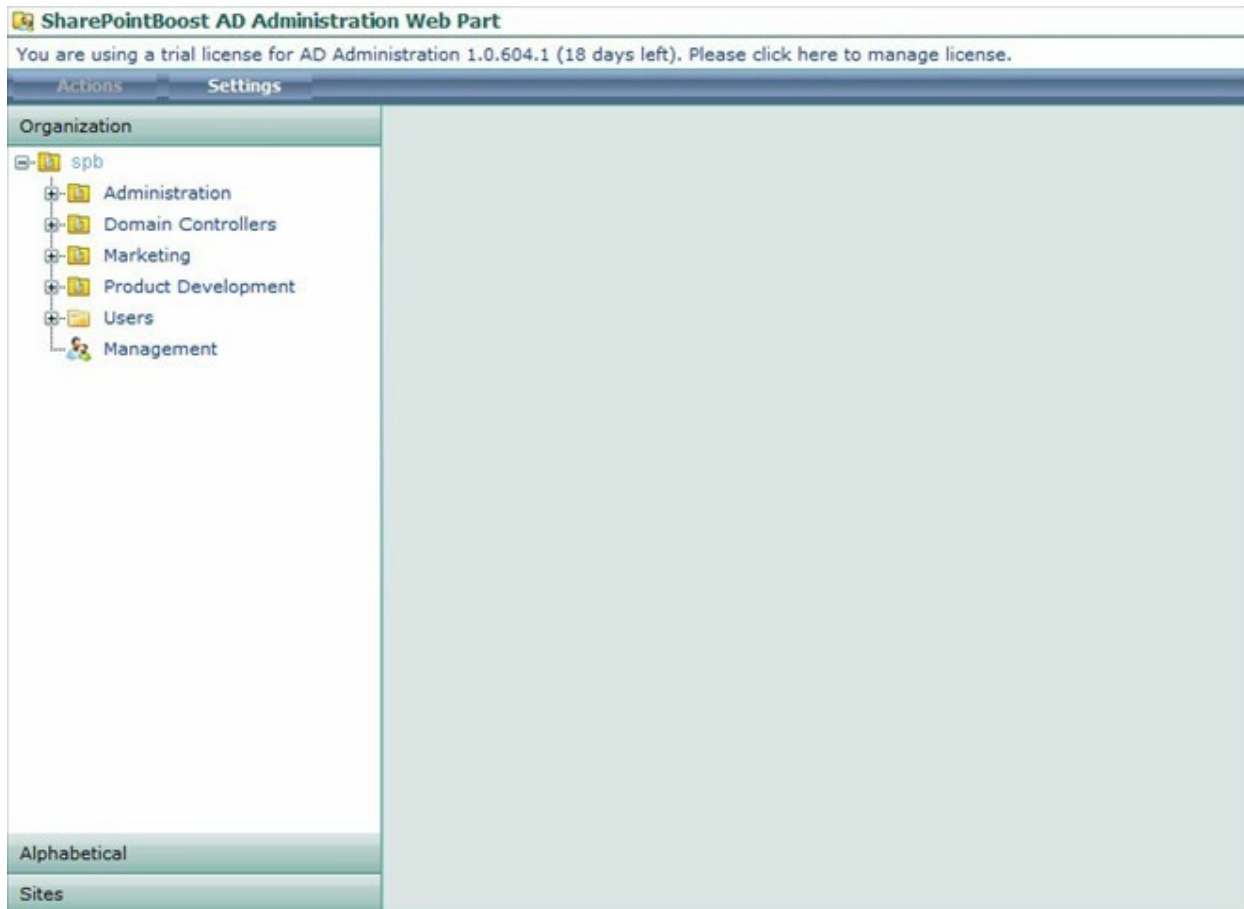 SharePointBoost AD Administration Web Part
You are using a trial license for AD Administration 1.0.604.1 (18 days left). Please click here to manage license.
Actions Settings
Organization
spb
Administration
Domain Controllers
Marketing
Product Development
Users
Management
Alphabetical
Sites